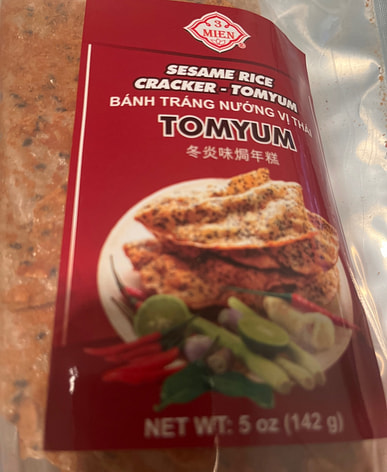 3
MIEN
®
SESAME RICE
CRACKER - TOMYUM
BÁNH TRÁNG NƯỚNG VỊ THÁI
TOMYUM
冬炎味焗年糕
NET WT: 5 oz (142 g)